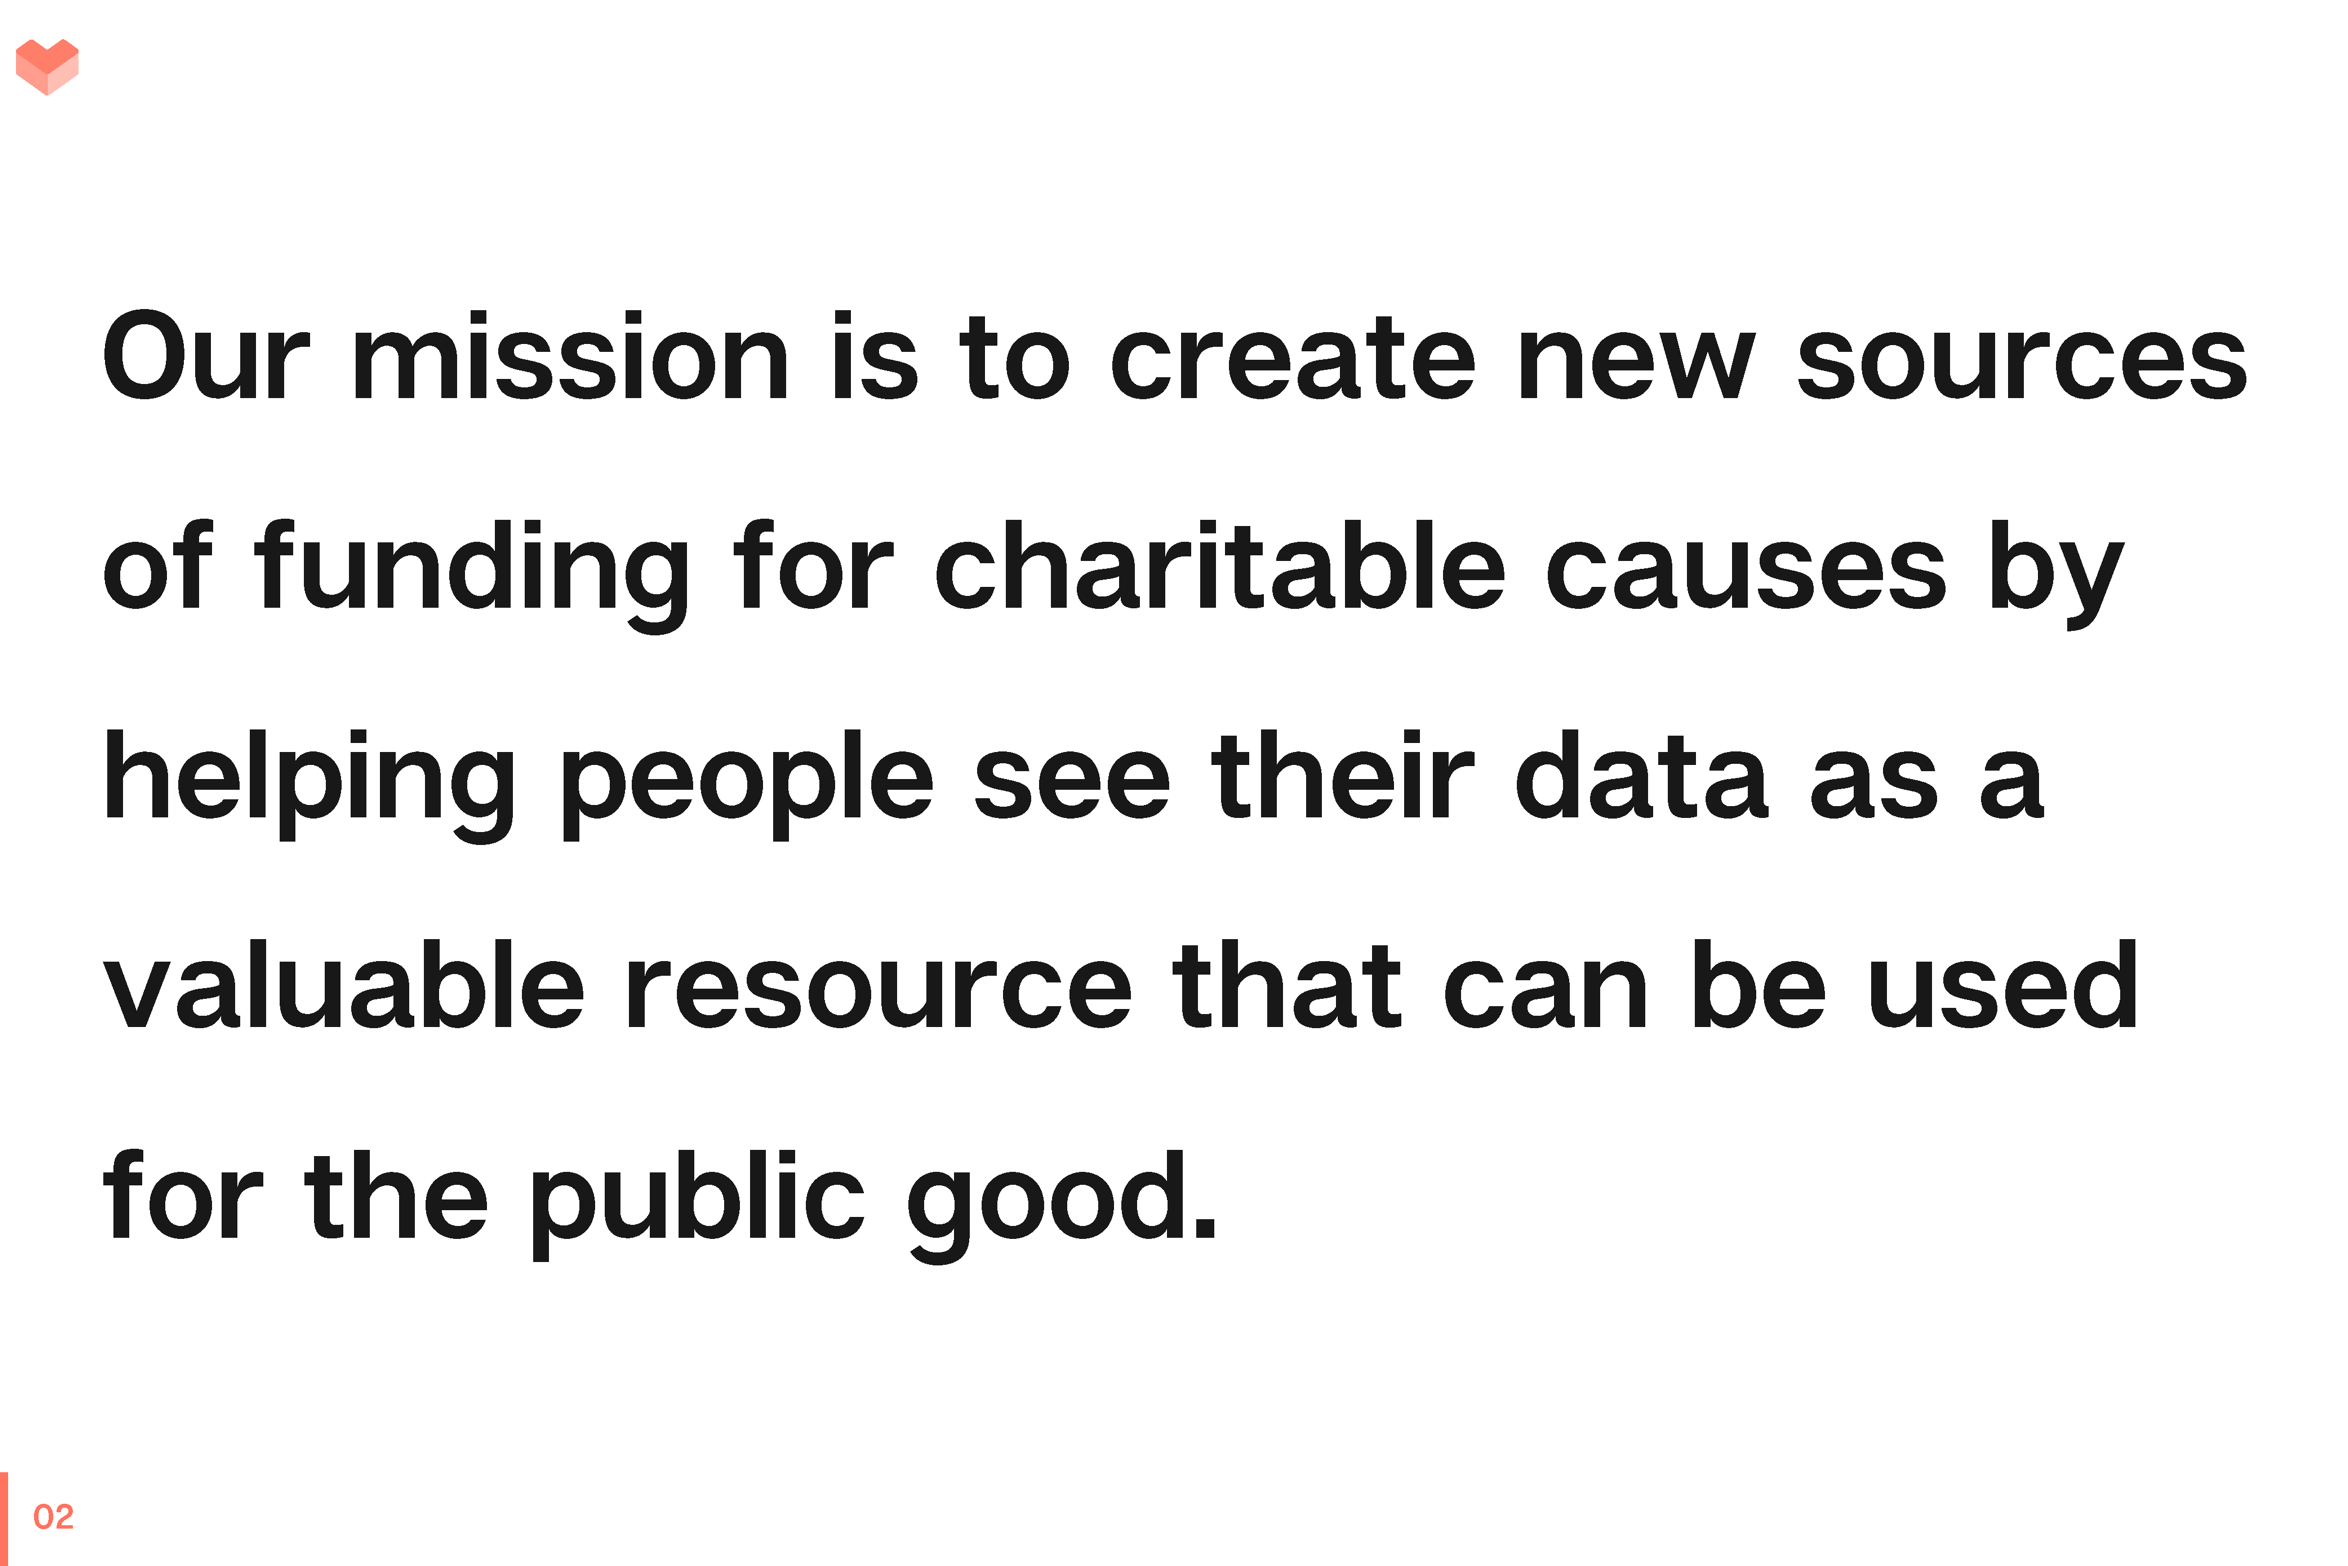 Our mission is to create new sources
of funding for charitable causes by
helping people see their data as a
valuable resource that can be used
for the public good.
02